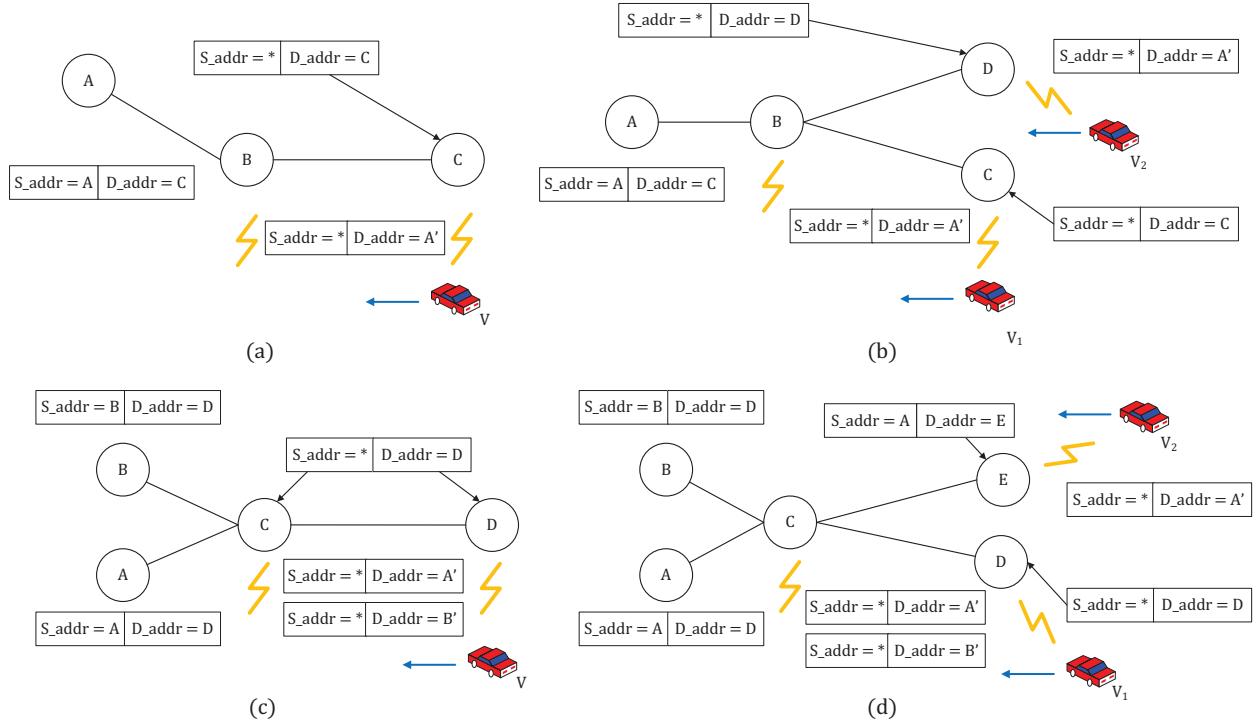 S_addr = * D_addr = C
A
B
C
S_addr = A D_addr = C
S_addr = * D_addr = A’
V
(a)
S_addr = * D_addr = D
D
S_addr = * D_addr = A’
A
B
V2
C
S_addr = A D_addr = C
S_addr = * D_addr = A’
S_addr = * D_addr = C
V1
(b)
S_addr = B D_addr = D
S_addr = * D_addr = D
B
C
D
A
S_addr = * D_addr = A’
S_addr = * D_addr = B’
S_addr = A D_addr = D
V
(c)
S_addr = B D_addr = D
S_addr = A D_addr = E
V2
B
E
S_addr = * D_addr = A’
C
D
A
S_addr = * D_addr = A’
S_addr = * D_addr = D
S_addr = A D_addr = D
S_addr = * D_addr = B’
V1
(d)